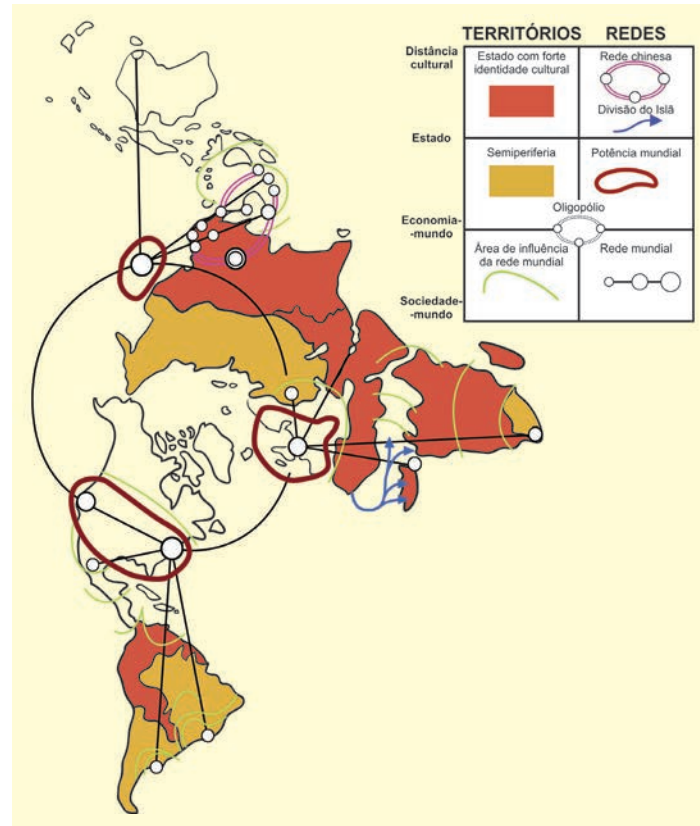 TERRITÓRIOS REDES
Distância
cultural
Estado com forte
identidade cultural
Rede chinesa
Divisão do Islã
Estado
Semiperiferia
Potência mundial
Oligopólio
Economia-
-mundo
Área de influência
da rede mundial
Rede mundial
Sociedade-
-mundo